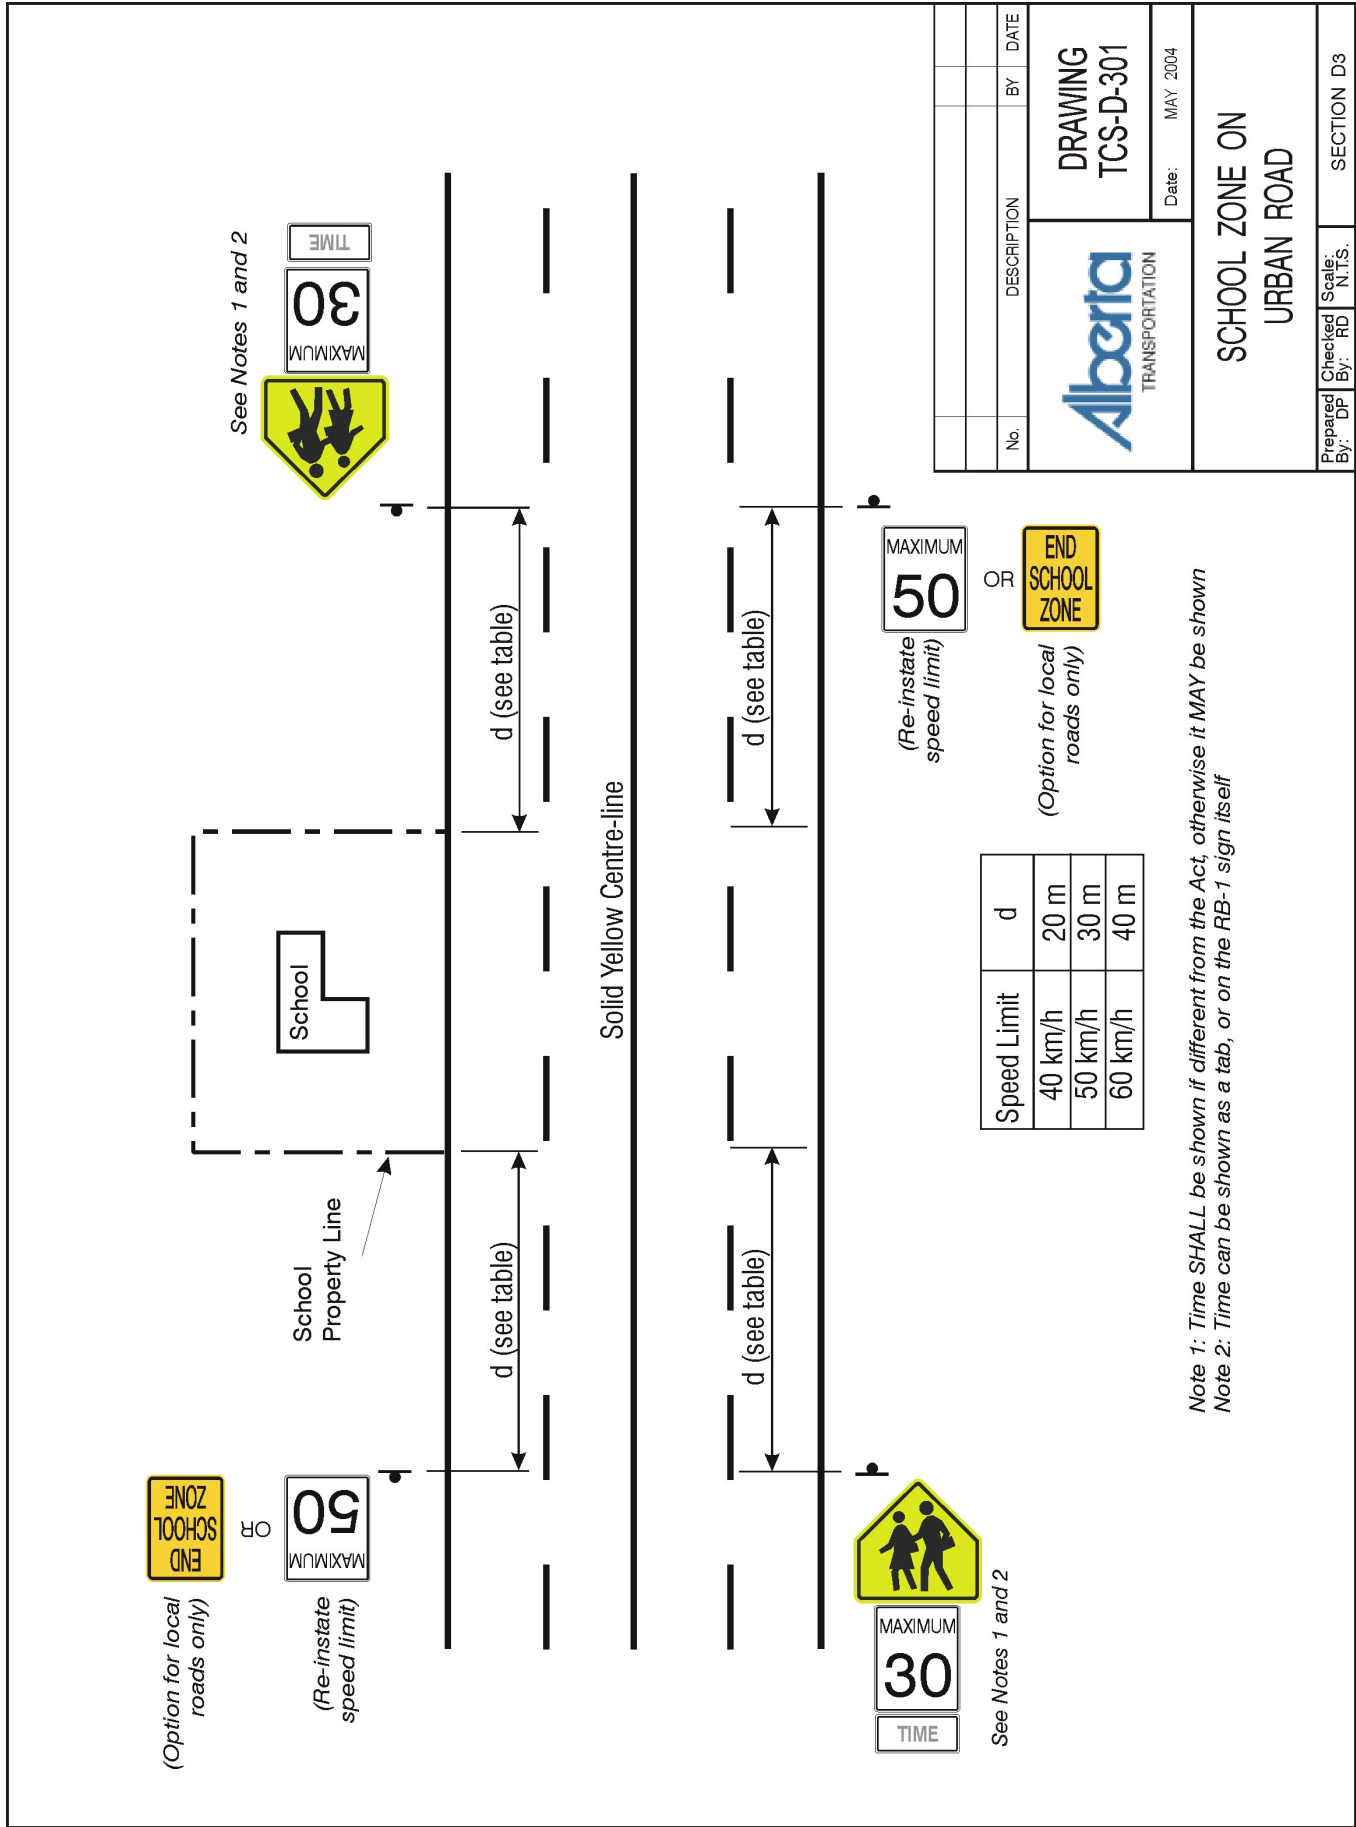 See Notes 1 and 2
MAXIMUM
30
TIME
END
SCHOOL
ZONE
OR
MAXIMUM
50
(Option for local
roads only)
(Re-instate
speed limit)
School
School
Property Line
d (see table)
d (see table)
Solid Yellow Centre-line
d (see table)
d (see table)
MAXIMUM
30
TIME
See Notes 1 and 2
MAXIMUM
50
OR
END
SCHOOL
ZONE
(Re-instate
speed limit)
(Option for local
roads only)
Speed Limit d
40 km/h 20 m
50 km/h 30 m
60 km/h 40 m
Note 1: Time SHALL be shown if different from the Act, otherwise it MAY be shown
Note 2: Time can be shown as a tab, or on the RB-1 sign itself
No. DESCRIPTION BY DATE
Alberta
TRANSPORTATION
DRAWING
TCS-D-301
Date: MAY 2004
SCHOOL ZONE ON
URBAN ROAD
Prepared
By: DP
Checked
By: RD
Scale:
N.T.S.
SECTION D3